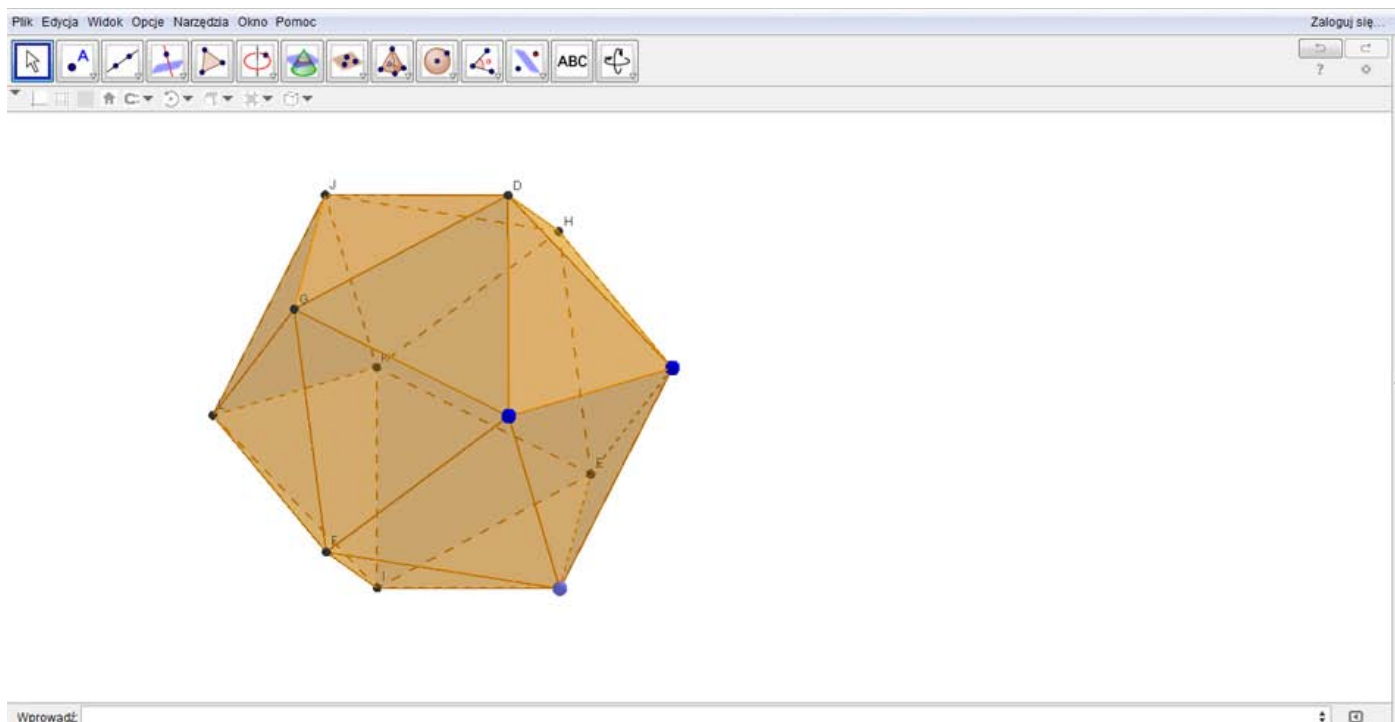 Plik Edycja Widok Opcje Narzędzia Okno Pomoc
Zaloguj się...
A
ABC
?
J
D
H
G
E
F
I
Wprowadź: